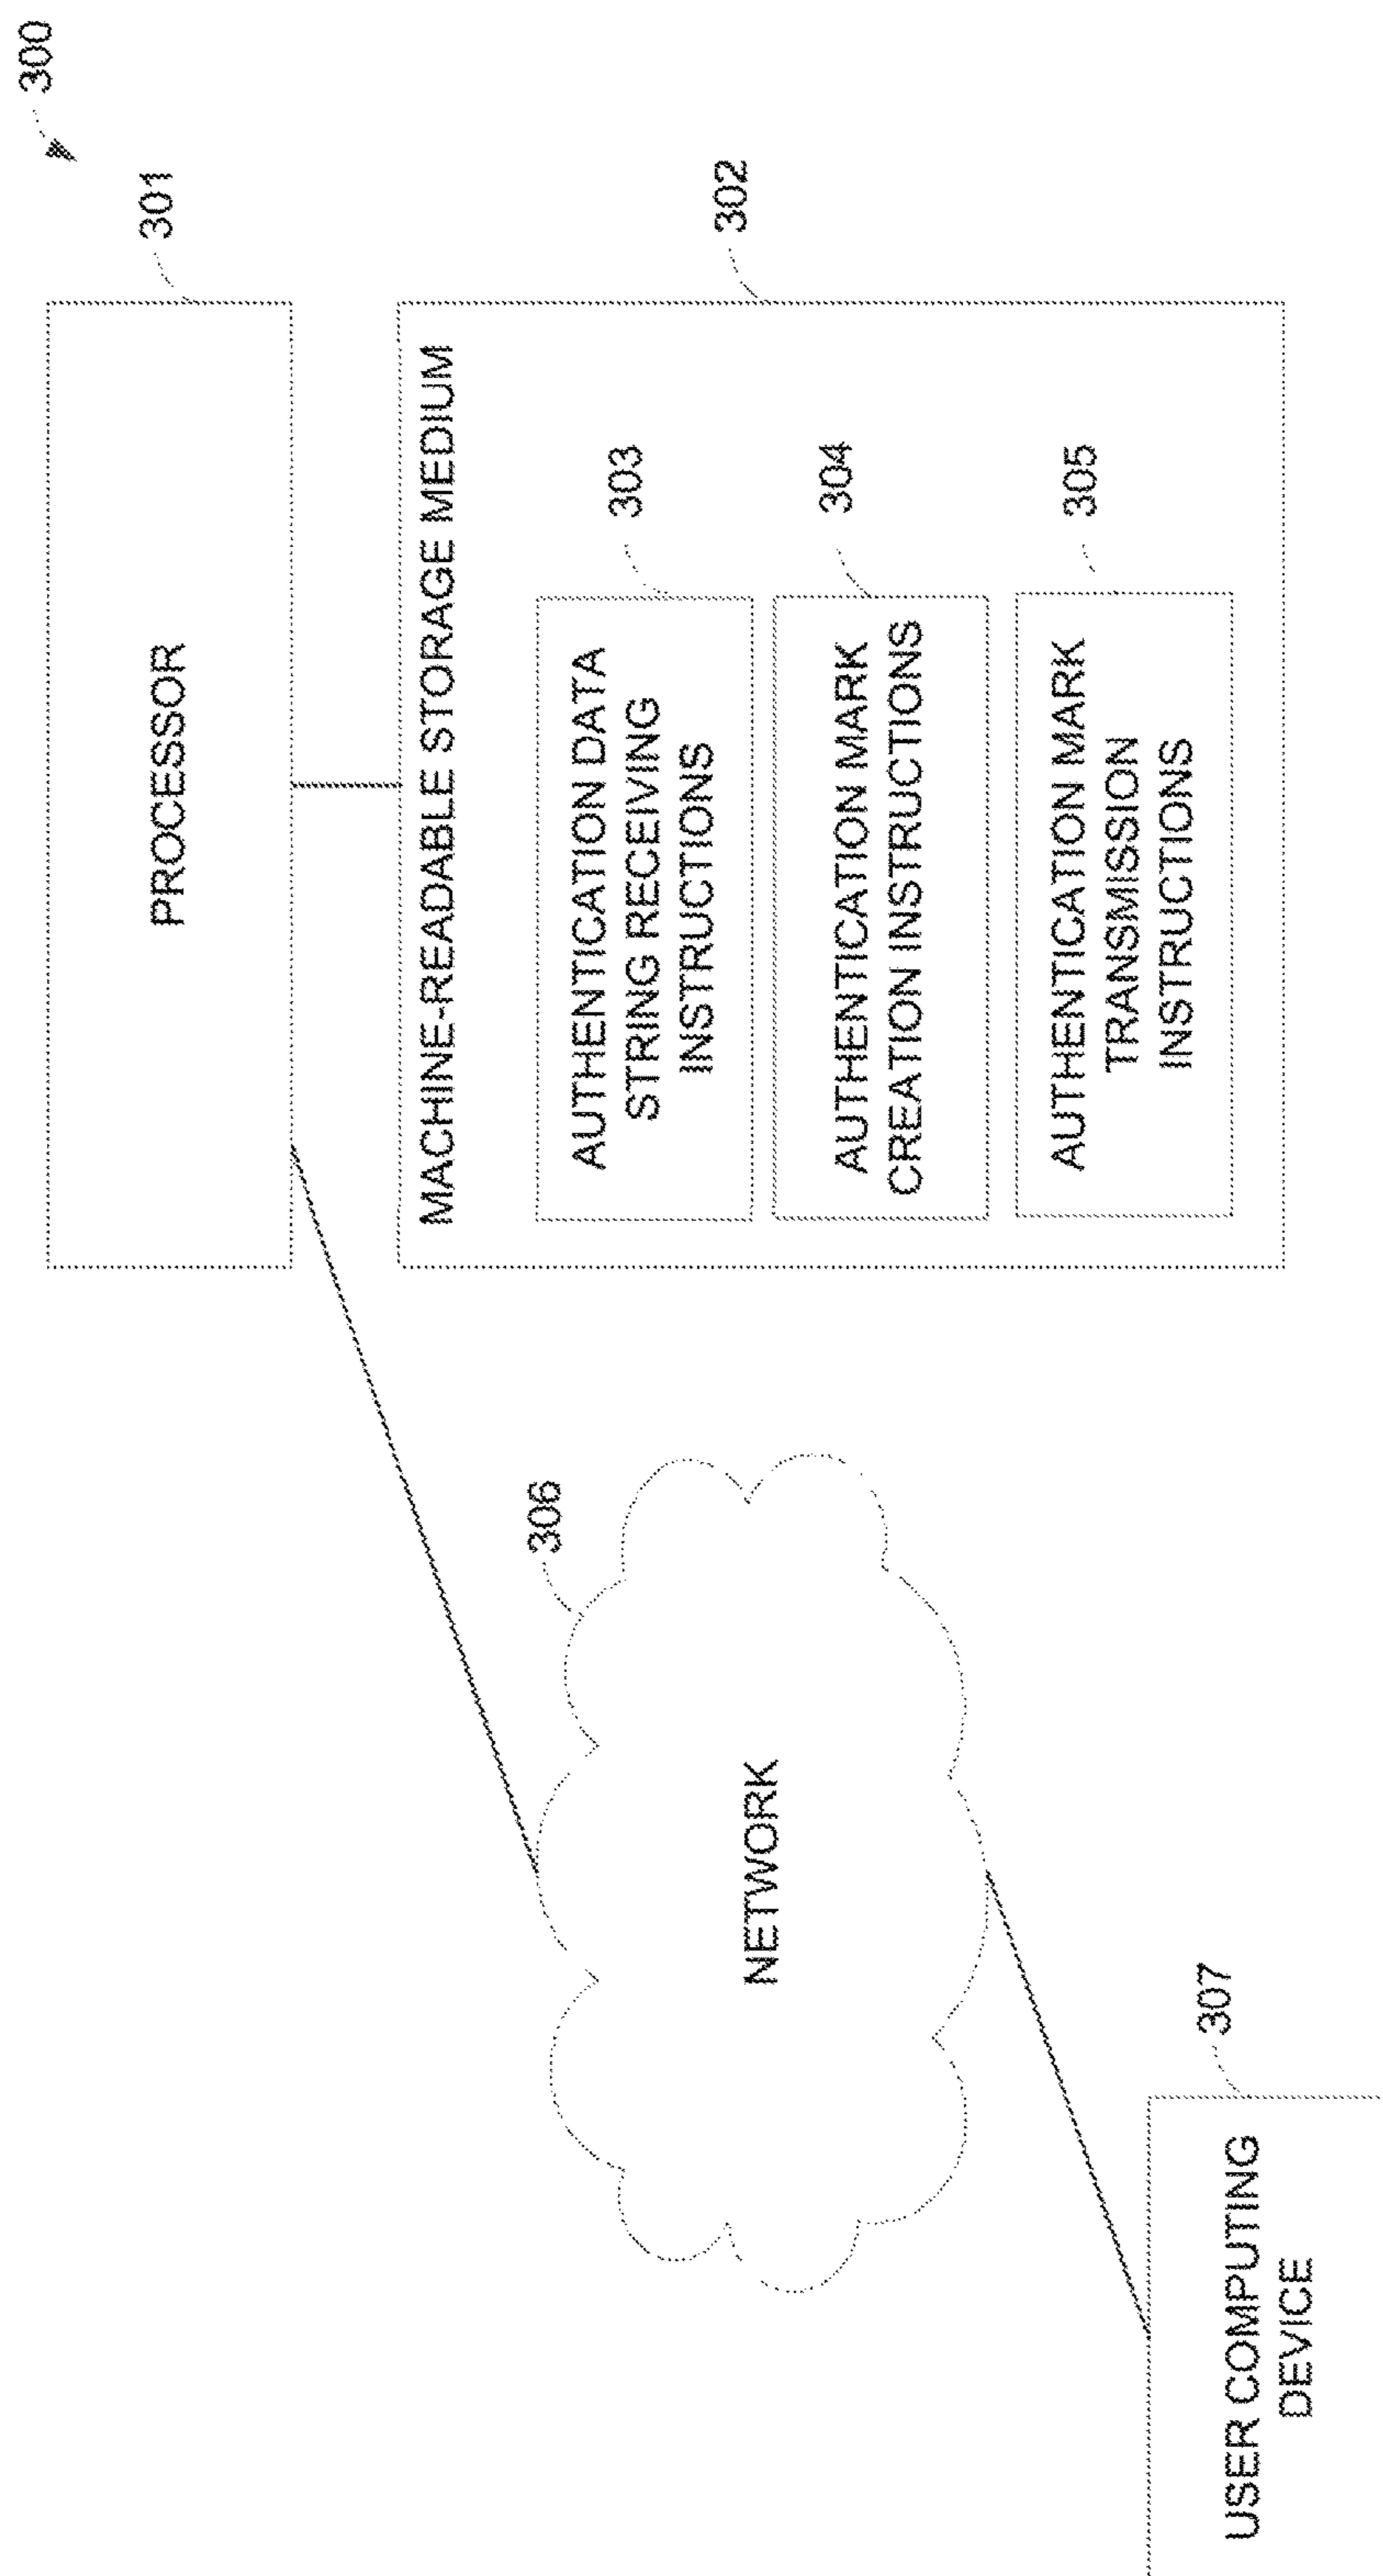 300
PROCESSOR
301
MACHINE-READABLE STORAGE MEDIUM
302
AUTHENTICATION DATA
STRING RECEIVING
INSTRUCTIONS
303
AUTHENTICATION MARK
CREATION INSTRUCTIONS
304
AUTHENTICATION MARK
TRANSMISSION
INSTRUCTIONS
305
306
NETWORK
307
USER COMPUTING
DEVICE